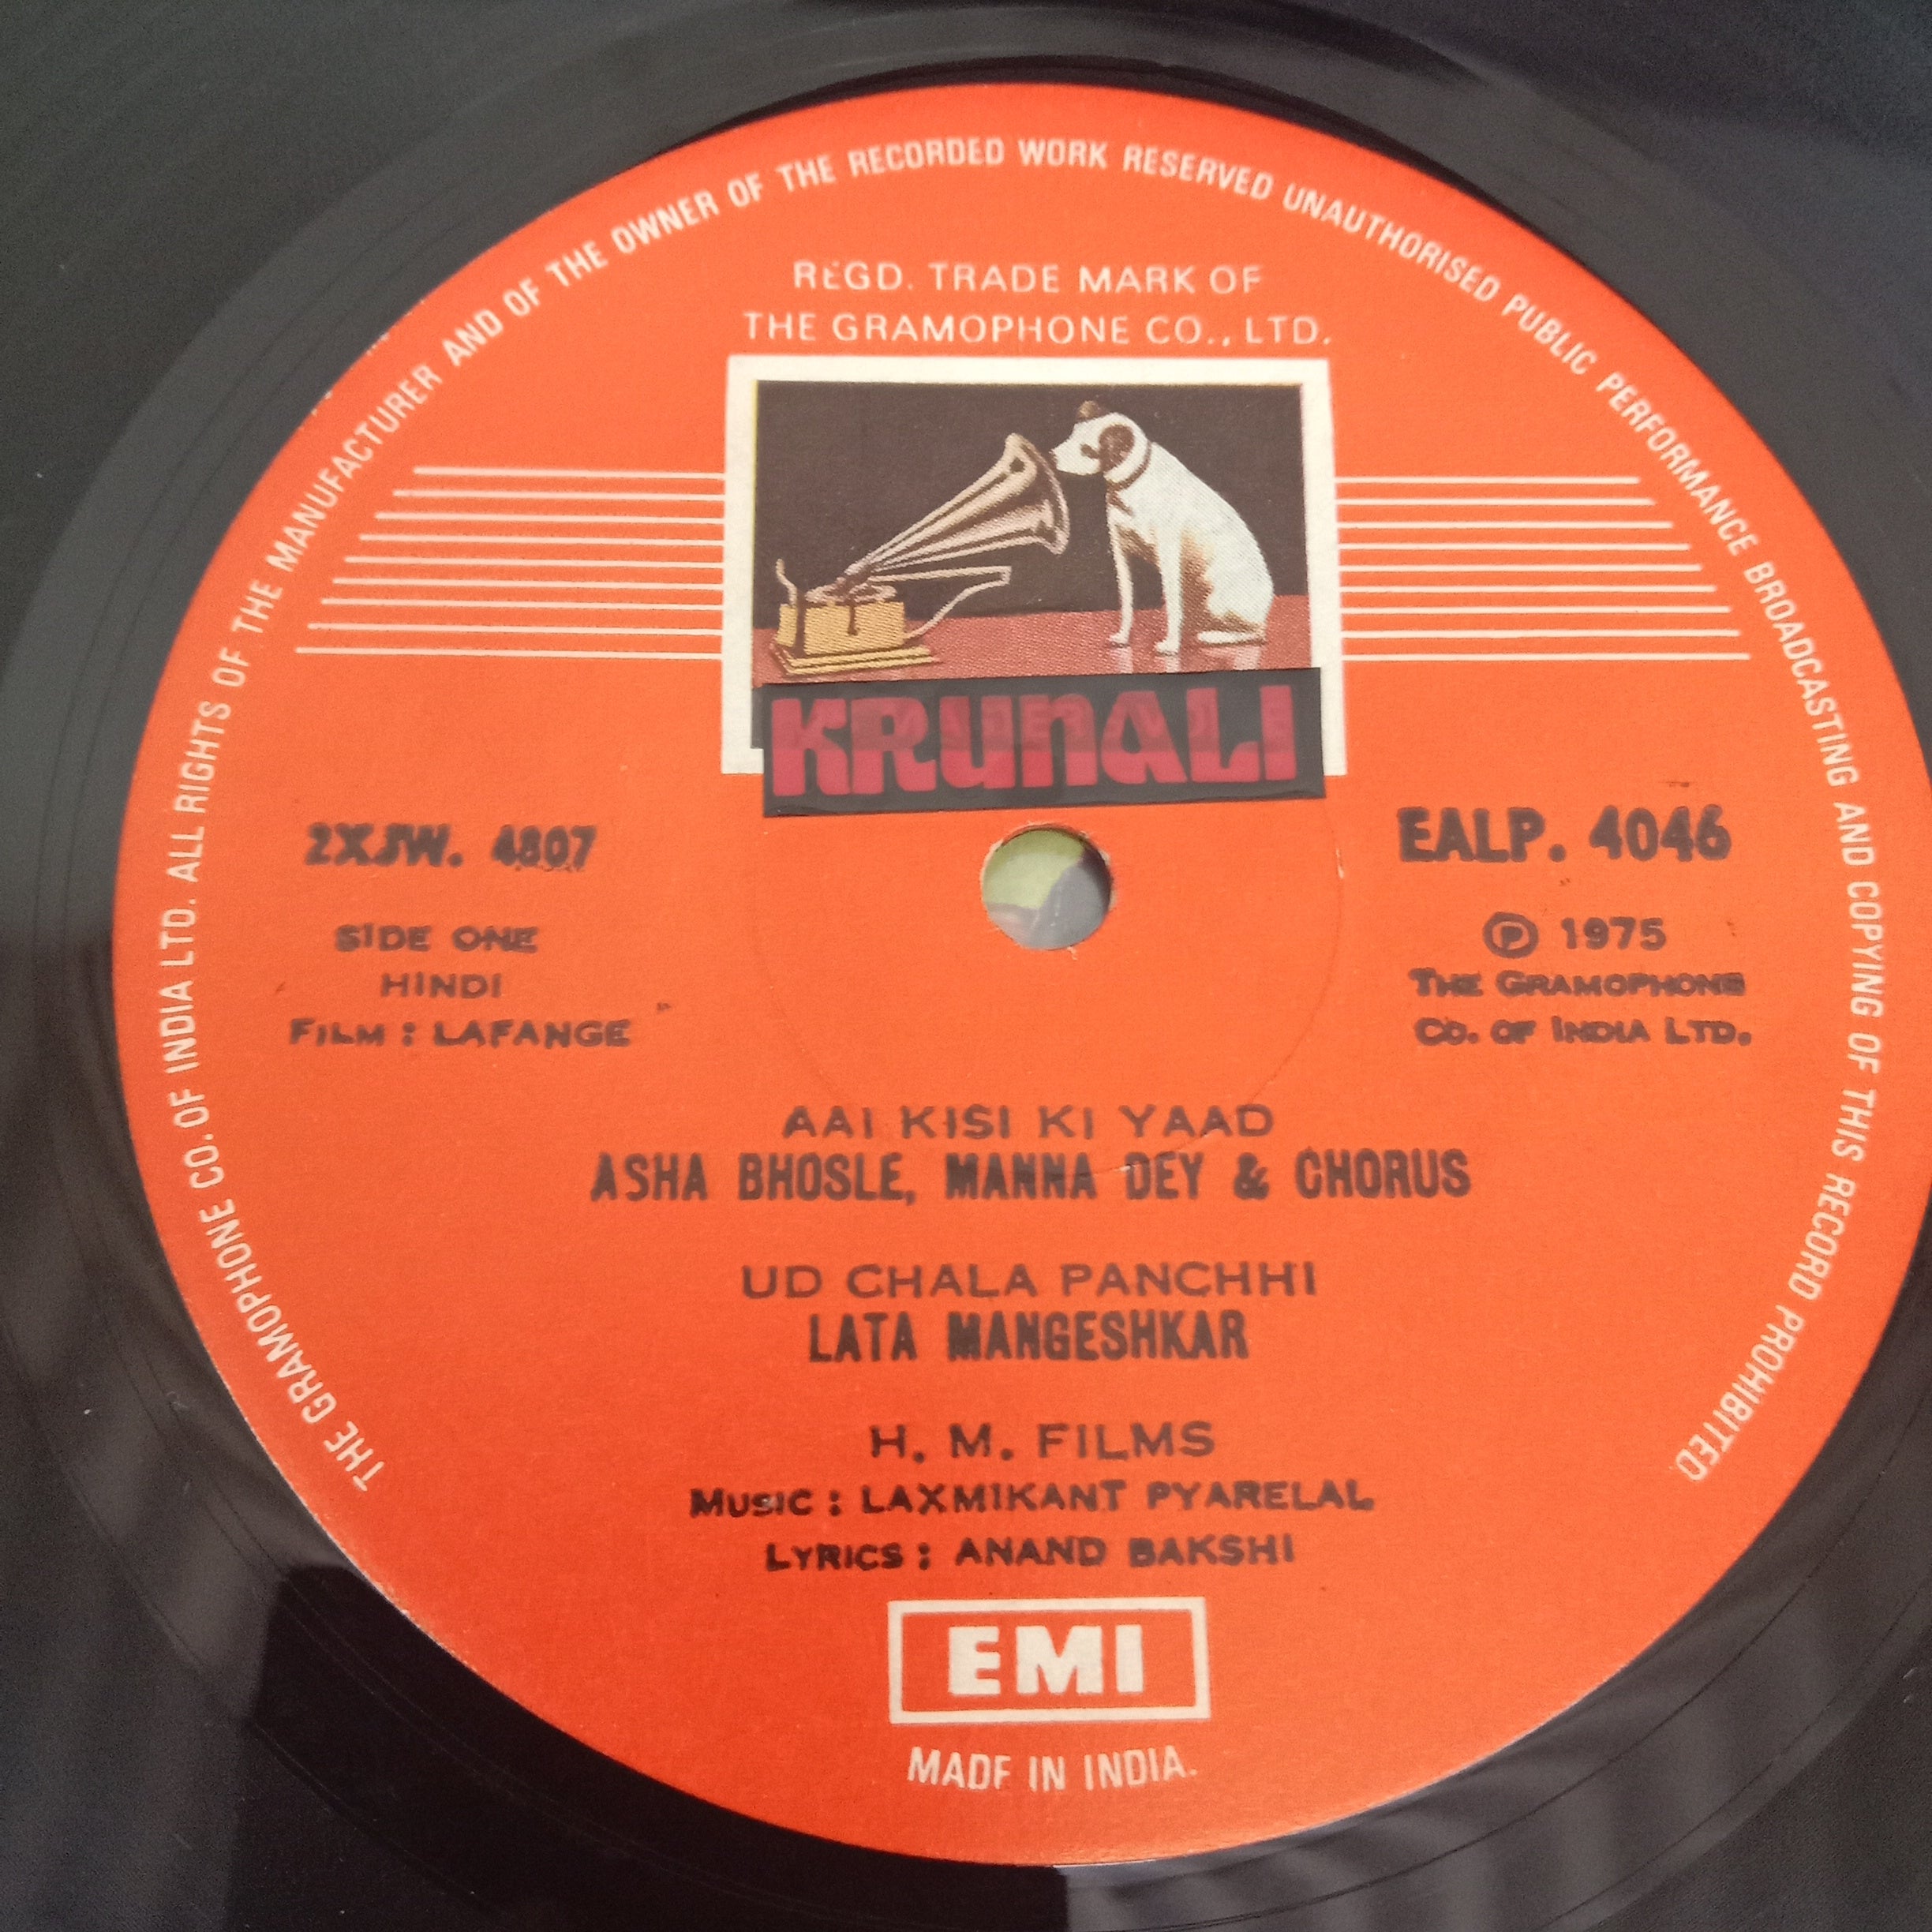 THE GRAMOPHONE CO. OF INDIA LTD. ALL RIGHTS OF THE MANUFACTURER AND OF THE OWNER OF THE RECORDED WORK RESERVED UNAUTHORISED PUBLIC PERFORMANCE BROADCASTING AND COPYING OF THIS RECORD PROHIBITED
REGD. TRADE MARK OF
THE GRAMOPHONE CO., LTD.
KRUNALI
2XJW. 4807
EALP. 4046
SIDE ONE
HINDI
FILM : LAFANGE
Ⓟ 1975
THE GRAMOPHONE
CO. OF INDIA LTD.
AAI KISI KI YAAD
ASHA BHOSLE, MANNA DEY & CHORUS
UD CHALA PANCHHI
LATA MANGESHKAR
H. M. FILMS
MUSIC : LAXMIKANT PYARELAL
LYRICS : ANAND BAKSHI
EMI
MADE IN INDIA.